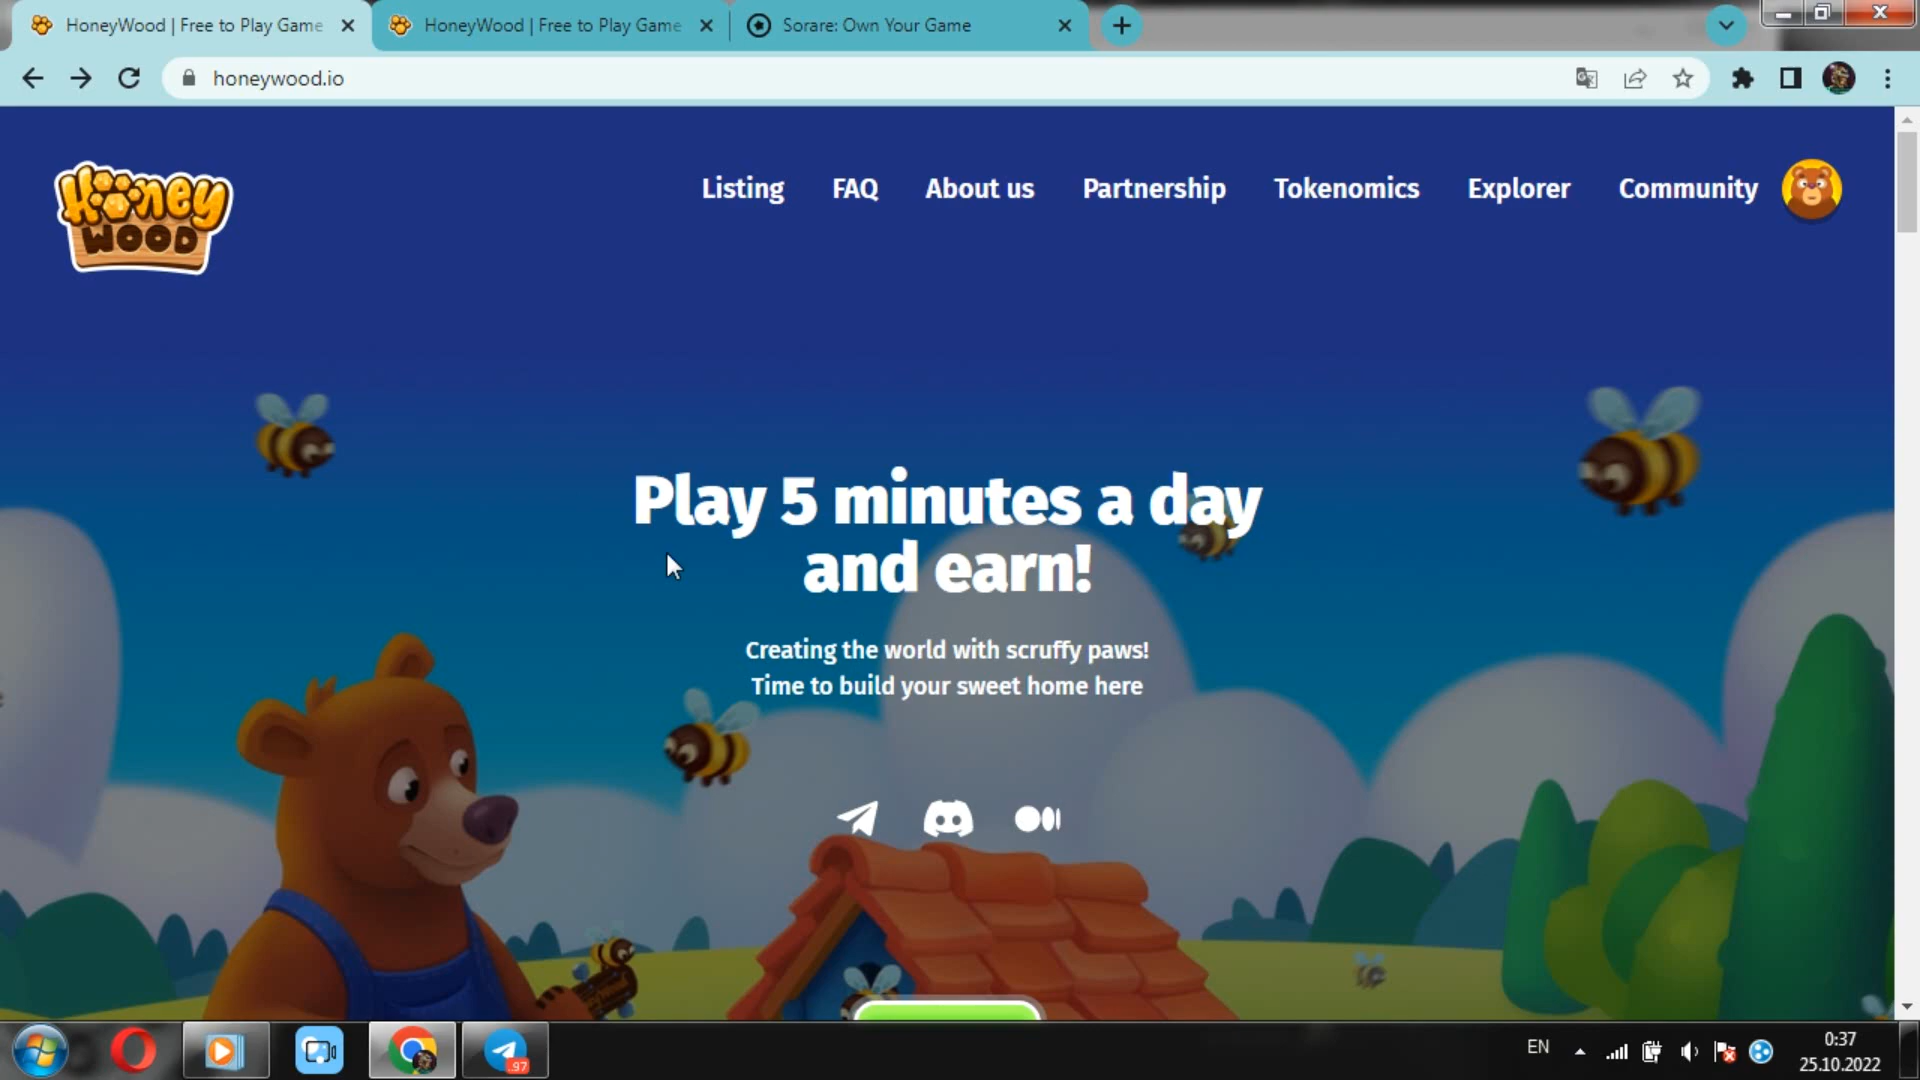 HoneyWood | Free to Play Game
HoneyWood | Free to Play Game
Sorare: Own Your Game
honeywood.io
Honey
WOOD
Listing
FAQ
About us
Partnership
Tokenomics
Explorer
Community
Play 5 minutes a day
and earn!
Creating the world with scruffy paws!
Time to build your sweet home here
97
EN
0:37
25.10.2022